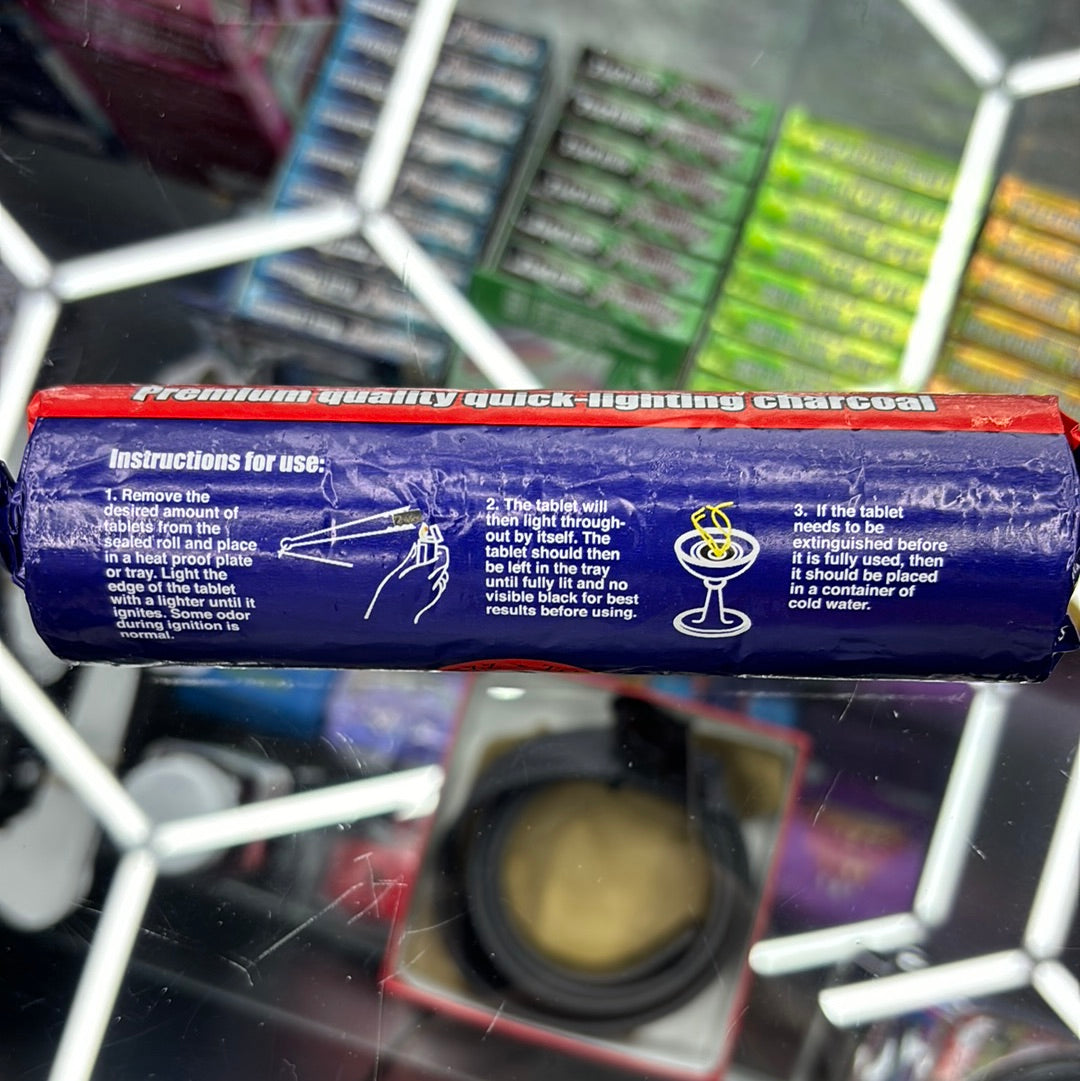 Premium quality quick-lighting charcoal
Instructions for use:
1. Remove the
desired amount of
tablets from the
sealed roll and place
in a heat proof plate
or tray. Light the
edge of the tablet
with a lighter until it
ignites. Some odor
during ignition is
normal.
2. The tablet will
then light through-
out by itself. The
tablet should then
be left in the tray
until fully lit and no
visible black for best
results before using.
3. If the tablet
needs to be
extinguished before
it is fully used, then
it should be placed
in a container of
cold water.